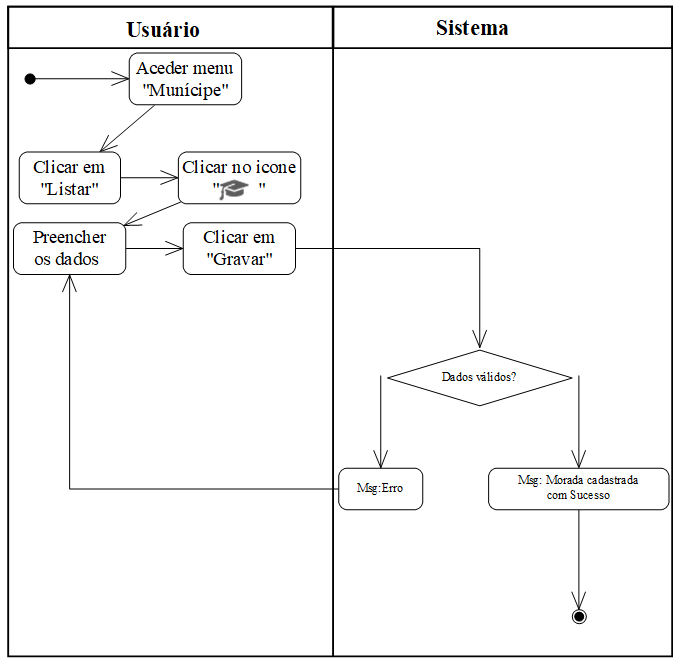 Usuário
Sistema
Aceder menu
"Munícipe"
Clicar em
"Listar"
Clicar no icone
" "
Preencher
os dados
Clicar em
"Gravar"
Dados válidos?
Msg:Erro
Msg: Morada cadastrada
com Sucesso